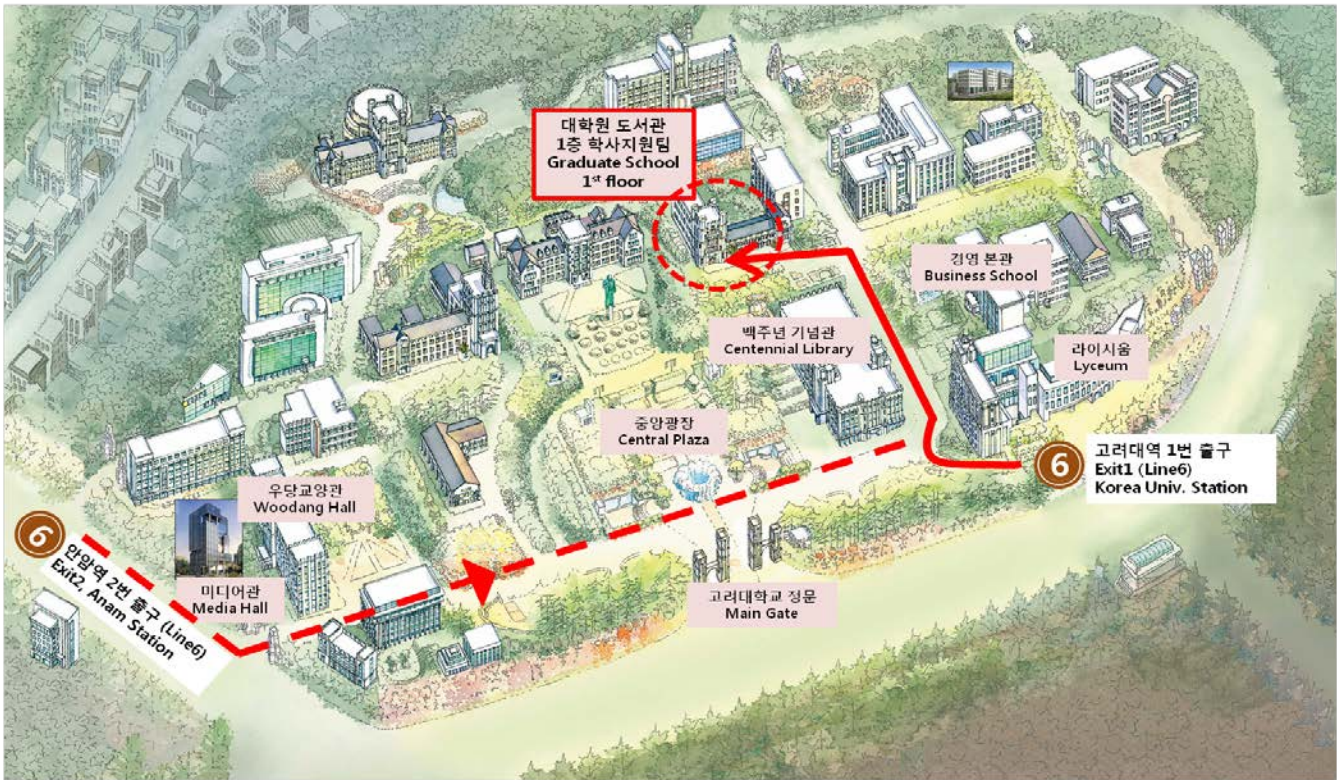 대학원 도서관
1층 학사지원팀
Graduate School
1st floor
경영 본관
Business School
백주년 기념관
Centennial Library
라이시움
Lyceum
중앙광장
Central Plaza
6
고려대역 1번 출구
Exit1 (Line6)
Korea Univ. Station
우당교양관
Woodang Hall
6
안암역 2번 출구 (Line6)
Exit2, Anam Station
미디어관
Media Hall
고려대학교 정문
Main Gate